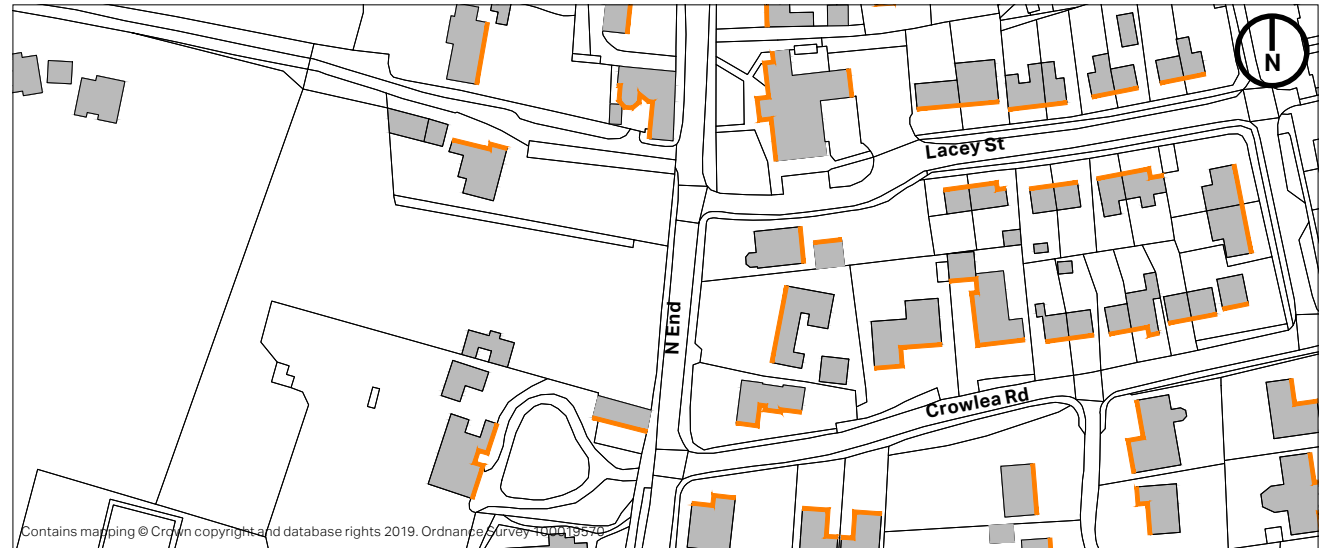 N
Lacey St
N End
Crowlea Rd
Contains mapping © Crown copyright and database rights 2019. Ordnance Survey 100019570